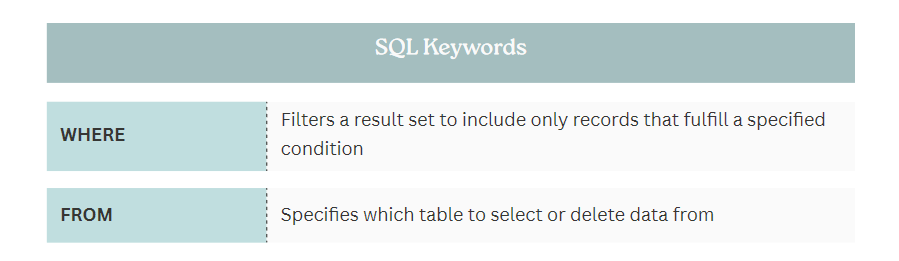 SQL Keywords
WHERE
Filters a result set to include only records that fulfill a specified
condition
FROM
Specifies which table to select or delete data from